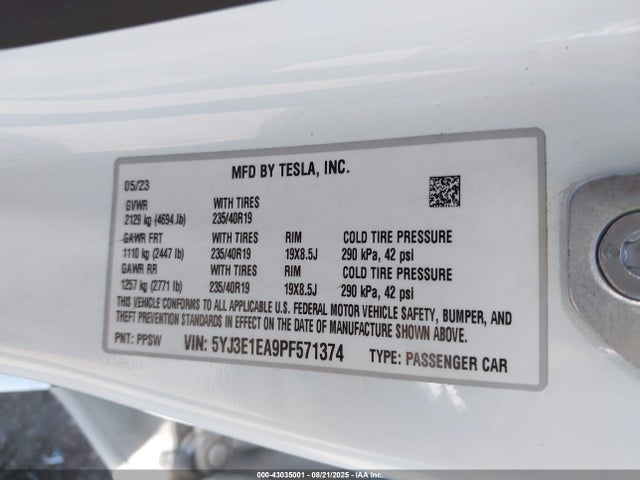 MFD BY TESLA, INC.
05/23
GVWR WITH TIRES
2129 kg (4694 lb) 235/40R19
GAWR FRT WITH TIRES RIM COLD TIRE PRESSURE
1110 kg (2447 lb) 235/40R19 19X8.5J 290 kPa, 42 psi
GAWR RR WITH TIRES RIM COLD TIRE PRESSURE
1257 kg (2771 lb) 235/40R19 19X8.5J 290 kPa, 42 psi
THIS VEHICLE CONFORMS TO ALL APPLICABLE U.S. FEDERAL MOTOR VEHICLE SAFETY, BUMPER, AND
THEFT PREVENTION STANDARDS IN EFFECT ON THE DATE OF MANUFACTURE SHOWN ABOVE.
PNT: PPSW VIN: 5YJ3E1EA9PF571374 TYPE: PASSENGER CAR
000-43035001 - 08/21/2025 - IAA Inc.